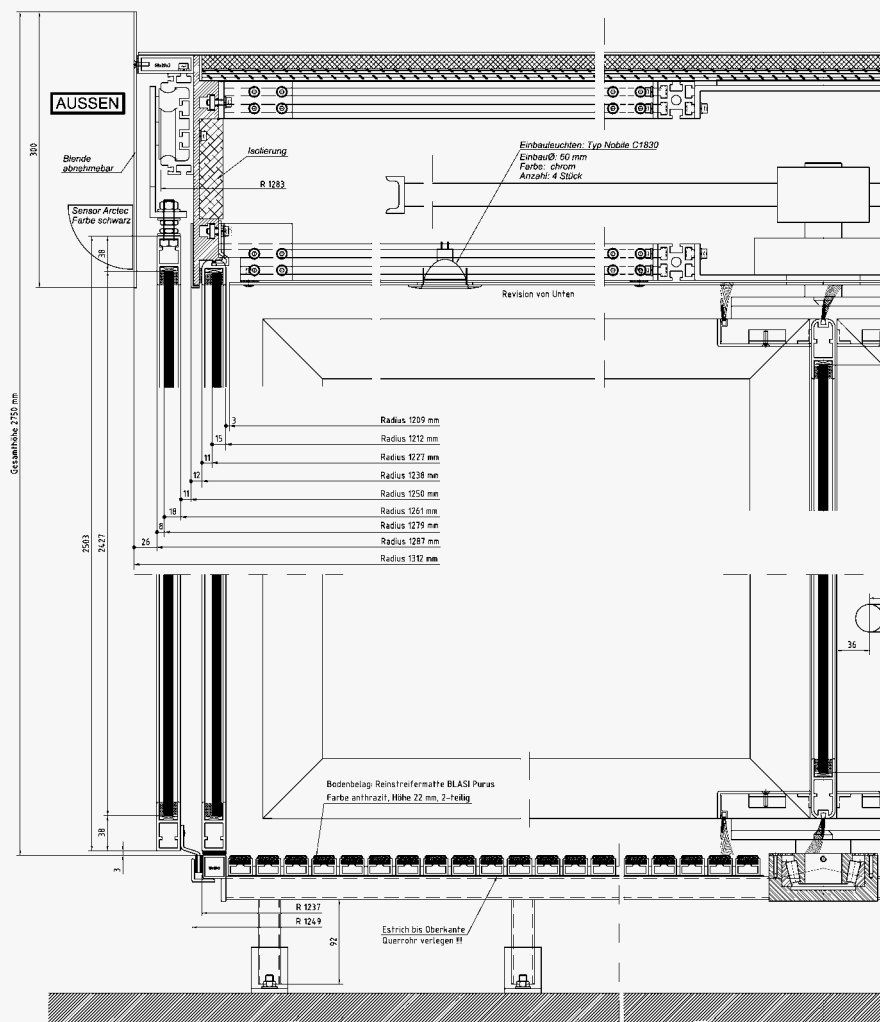 AUSSEN
300
Blende
abnehmebar
Isolierung
R 1283
Sensor Arctec
Farbe schwarz
Einbauleuchten: Typ Nobile C1830
EinbauØ: 60 mm
Farbe: chrom
Anzahl: 4 Stück
38
Revision von Unten
Gesamthöhe 2750 mm
3
Radius 1209 mm
15
Radius 1212 mm
11
Radius 1227 mm
12
Radius 1238 mm
11
Radius 1250 mm
18
Radius 1261 mm
8
Radius 1279 mm
26
Radius 1287 mm
Radius 1312 mm
2503
2427
36
Bodenbelag: Reinstreifermatte BLASI Purus
Farbe anthrazit, Höhe 22 mm, 2-teilig
38
3
R 1237
R 1249
92
Estrich bis Oberkante
Querrohr verlegen !!!